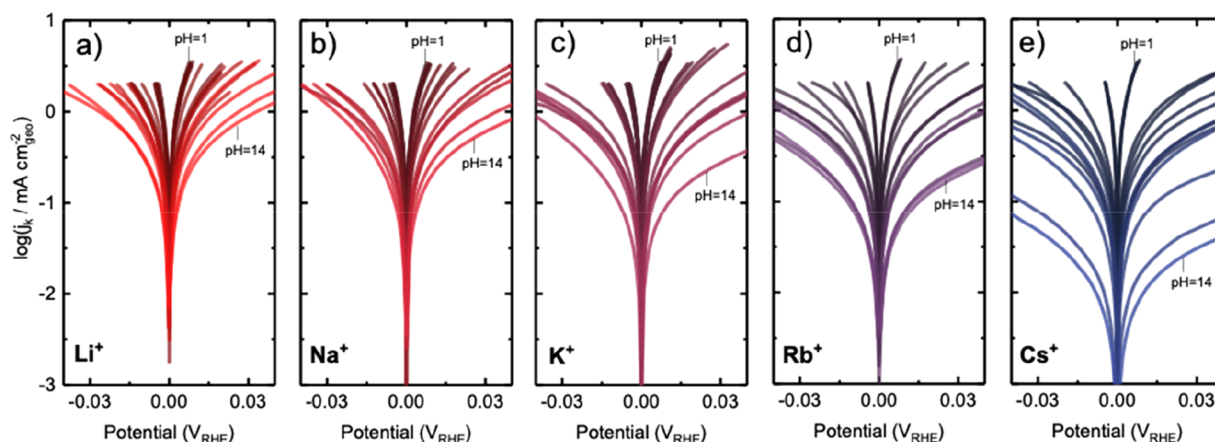 a) pH=1 pH=14 Li⁺
b) pH=1 pH=14 Na⁺
c) pH=1 pH=14 K⁺
d) pH=1 pH=14 Rb⁺
e) pH=1 pH=14 Cs⁺
log(jₖ / mA cm⁻²geo)
1
0
-1
-2
-3
-0.03 0.00 0.03
-0.03 0.00 0.03
-0.03 0.00 0.03
-0.03 0.00 0.03
-0.03 0.00 0.03
Potential (V_RHE)
Potential (V_RHE)
Potential (V_RHE)
Potential (V_RHE)
Potential (V_RHE)